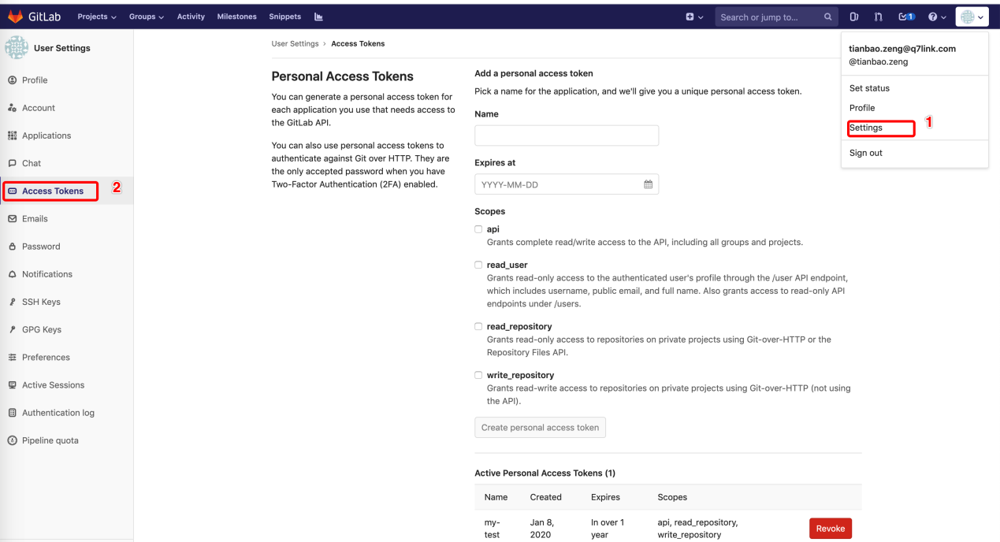 GitLab Projects Groups Activity Milestones Snippets Search or jump to... 1
User Settings
Profile
Account
Applications
Chat
Access Tokens 2
Emails
Password
Notifications
SSH Keys
GPG Keys
Preferences
Active Sessions
Authentication log
Pipeline quota
User Settings > Access Tokens
Personal Access Tokens
You can generate a personal access token for
each application you use that needs access to
the GitLab API.
You can also use personal access tokens to
authenticate against Git over HTTP. They are
the only accepted password when you have
Two-Factor Authentication (2FA) enabled.
Add a personal access token
Pick a name for the application, and we'll give you a unique personal access token.
Name
Expires at
YYYY-MM-DD
Scopes
api
Grants complete read/write access to the API, including all groups and projects.
read_user
Grants read-only access to the authenticated user's profile through the /user API endpoint,
which includes username, public email, and full name. Also grants access to read-only API
endpoints under /users.
read_repository
Grants read-only access to repositories on private projects using Git-over-HTTP or the
Repository Files API.
write_repository
Grants read-write access to repositories on private projects using Git-over-HTTP (not using
the API).
Create personal access token
Active Personal Access Tokens (1)
Name Created Expires Scopes
my- Jan 8, In over 1 api, read_repository,
test 2020 year write_repository
Revoke
tianbao.zeng@q7link.com
@tianbao.zeng
Set status
Profile
Settings 1
Sign out